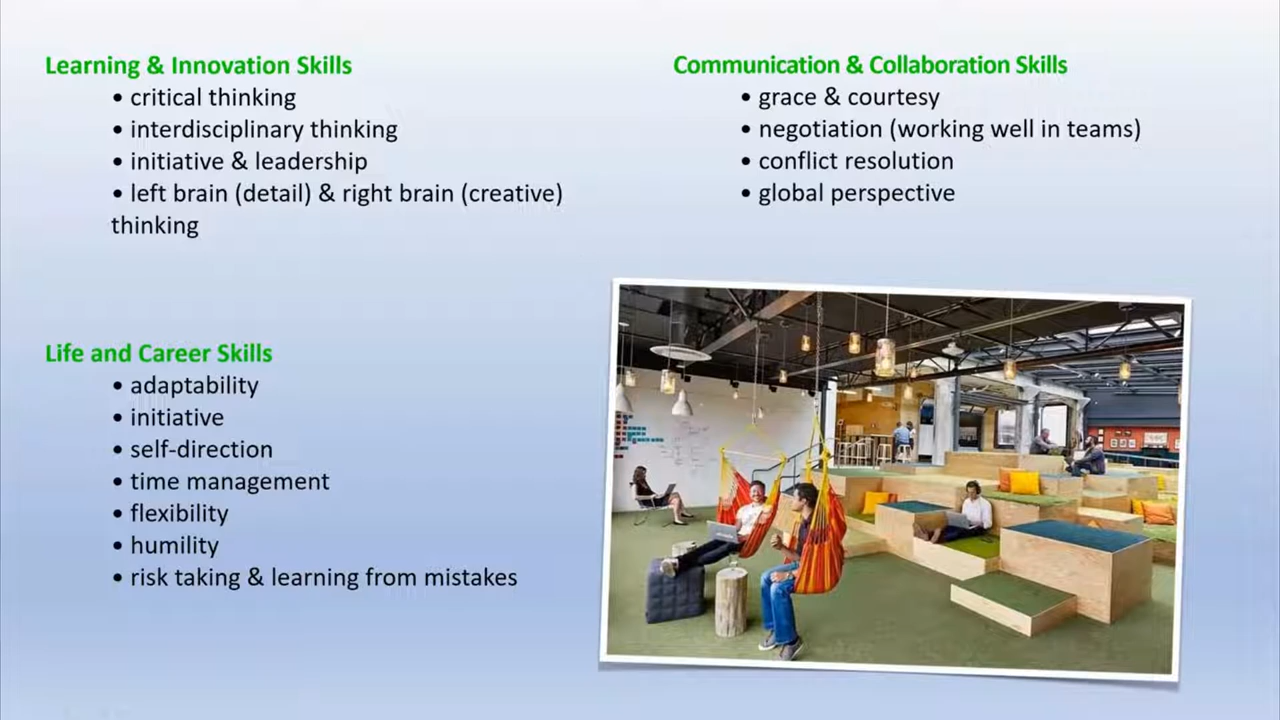 Learning & Innovation Skills
• critical thinking
• interdisciplinary thinking
• initiative & leadership
• left brain (detail) & right brain (creative)
thinking
Communication & Collaboration Skills
• grace & courtesy
• negotiation (working well in teams)
• conflict resolution
• global perspective
Life and Career Skills
• adaptability
• initiative
• self-direction
• time management
• flexibility
• humility
• risk taking & learning from mistakes